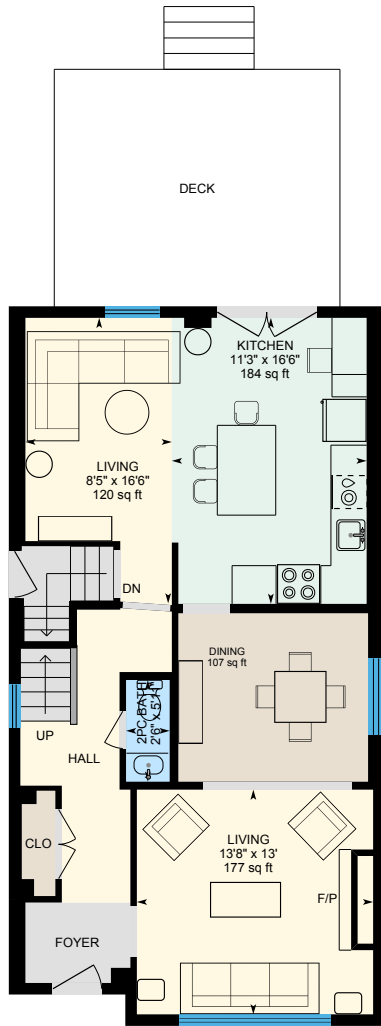 DECK
KITCHEN
11'3" x 16'6"
184 sq ft
LIVING
8'5" x 16'6"
120 sq ft
DN
DINING
107 sq ft
2PC BATH
2'6" x 5'1"
UP
HALL
CLO
LIVING
13'8" x 13'
177 sq ft
F/P
FOYER